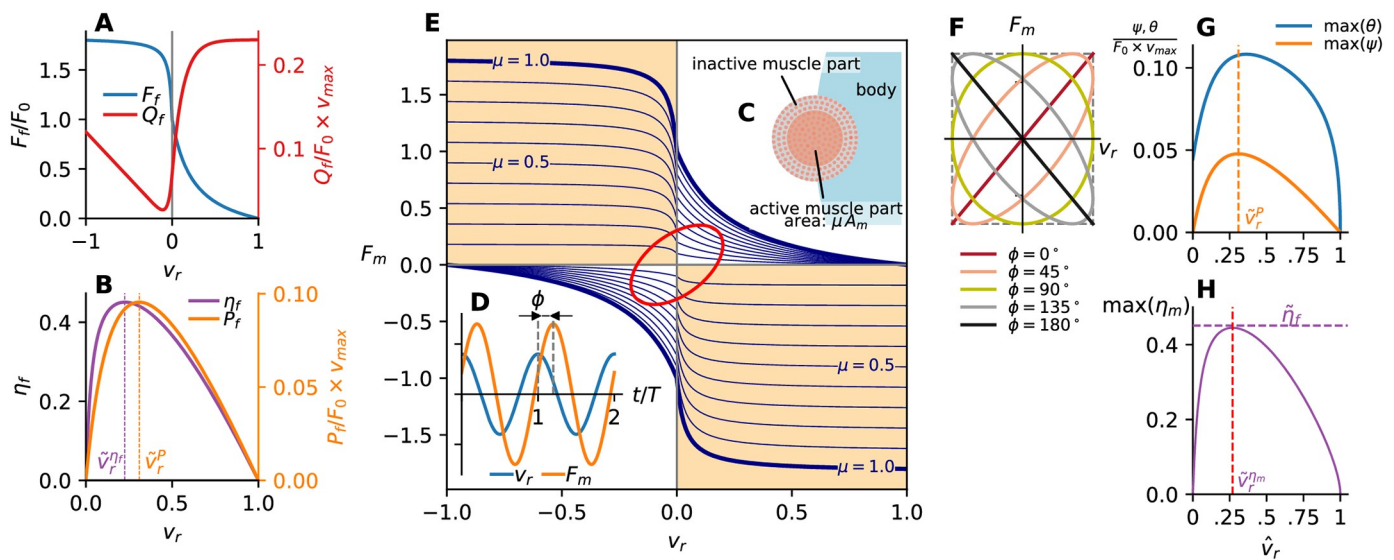 A
F_f/F_0
1.5
1.0
0.5
0.0
F_f
Q_f
0.2
0.1
Q_f/F_0 × v_max
−1
0
1
v_r
B
η_f
0.4
0.2
0.0
η_f
P_f
0.10
0.05
0.00
P_f/F_0 × v_max
ṽ_r^{η_f}
ṽ_r^P
0.0
0.5
1
v_r
E
F_m
1.5
1.0
0.5
0.0
−0.5
−1.0
−1.5
μ = 1.0
μ = 0.5
μ = 0.5
μ = 1.0
−1.0
−0.5
0.0
0.5
1.0
v_r
C
inactive muscle part
body
active muscle part
area: μA_m
D
ϕ
t/T
1
2
v_r
F_m
F
F_m
v_r
ϕ = 0°
ϕ = 45°
ϕ = 90°
ϕ = 135°
ϕ = 180°
G
ψ, θ
F_0 × v_max
max(θ)
max(ψ)
0.10
0.05
0.00
ṽ_r^P
0
.25
.75
1
H
max(η_m)
η̃_f
0.4
0.2
0.0
ṽ_r^{η_m}
0
.25
.75
1
v̂_r